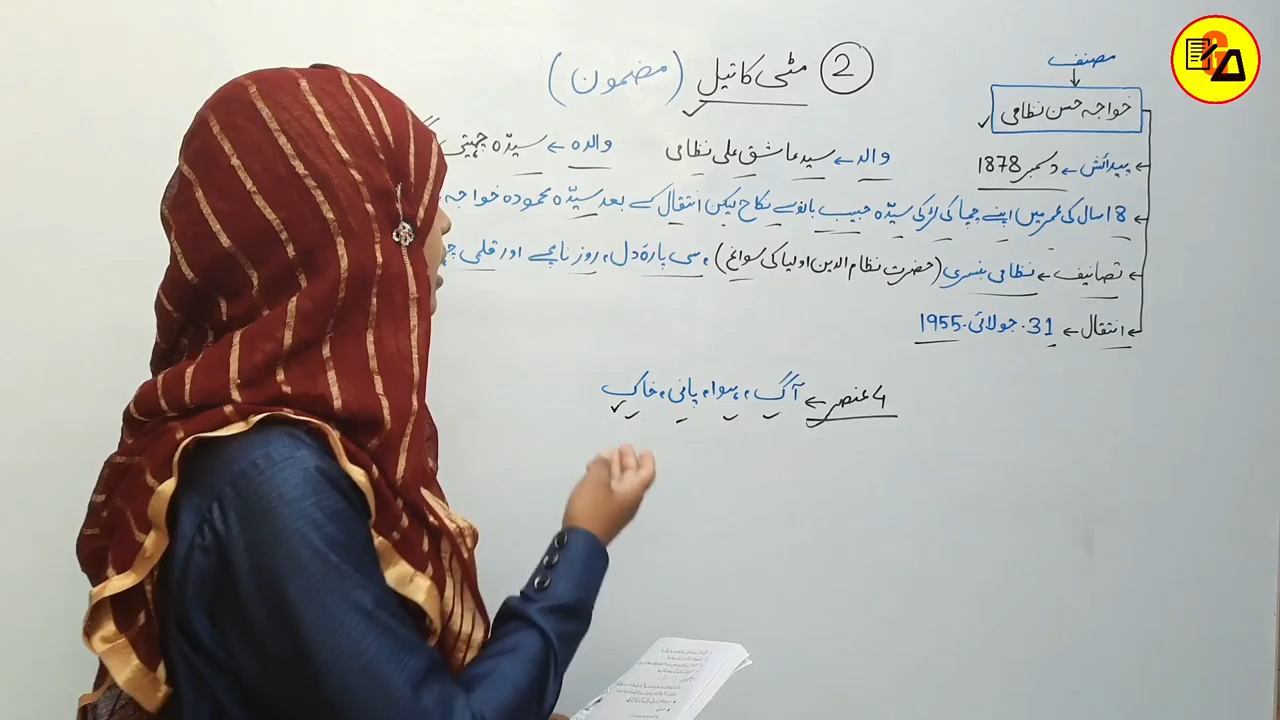 مصنف
خواجہ حسن نظامی
2 مٹی کا تیل (مضمون)
پیدائش ← دسمبر 1878
والد ← سید عاشق علی نظامی
والدہ ← سیدہ چہیتی
18 سال کی عمر میں اپنے چچا کی لڑکی سیدہ حبیب بانو سے نکاح لیکن انتقال کے بعد سیدہ محمودہ خواجہ
تصانیف ← نظامی بنسری (حضرت نظام الدین اولیا کی سوانح)، سی پارۂ دل، روزنامچے اور قلمی
انتقال ← 31. جولائی. 1955
4 عنصر ← آگ، ہوا، پانی، خاک